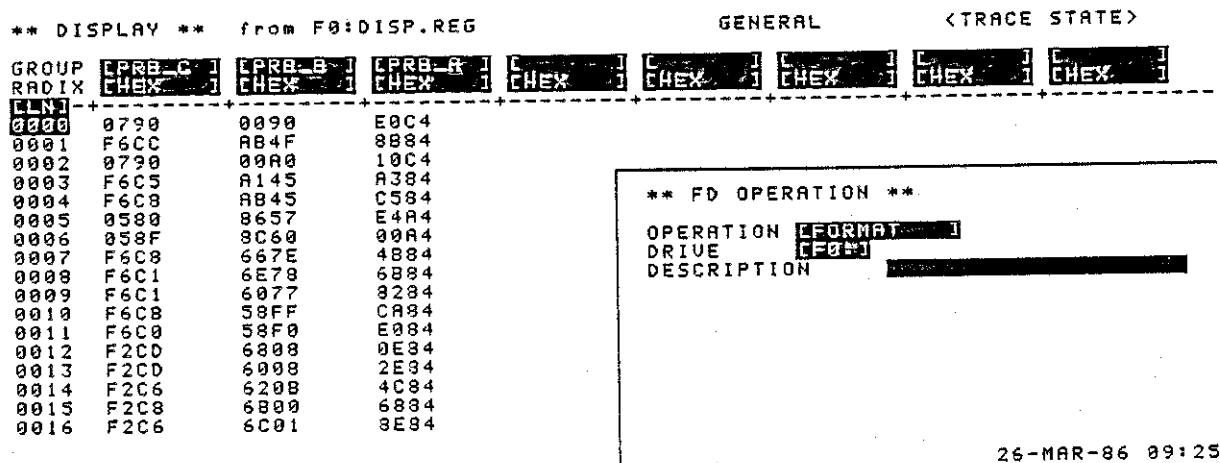 ** DISPLAY ** from F0:DISP.REG GENERAL <TRACE STATE>
GROUP [PRB-C ] [PRB-B ] [PRB-A ] [ ] [ ] [ ] [ ] [ ]
RADIX [HEX ] [HEX ] [HEX ] [HEX ] [HEX ] [HEX ] [HEX ] [HEX ]
[LN]
0000 0790 0090 E0C4
0001 F6CC AB4F 8B84
0002 0790 00A0 10C4
0003 F6C5 A145 A384
0004 F6C8 AB45 C584
0005 0580 8657 E4A4
0006 058F 8C60 00A4
0007 F6C8 667E 4B84
0008 F6C1 6E78 6B84
0009 F6C1 6077 8284
0010 F6CB 58FF CA84
0011 F6C0 58F0 E084
0012 F2CD 6808 0E84
0013 F2CD 6008 2E84
0014 F2C6 620B 4C84
0015 F2C8 6B00 6884
0016 F2C6 6C01 8E84
** FD OPERATION **
OPERATION [FORMAT ]
DRIVE [F0:]
DESCRIPTION
26-MAR-86 09:25